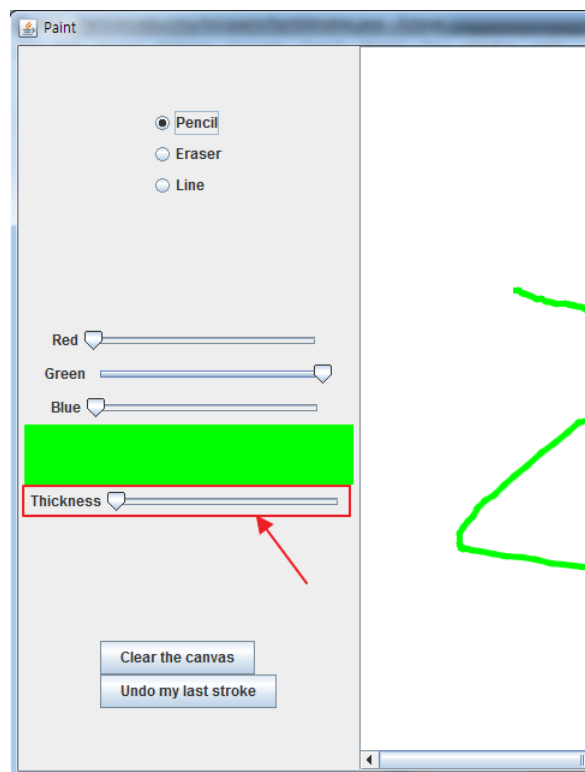 Paint
Pencil
Eraser
Line
Red
Green
Blue
Thickness
Clear the canvas
Undo my last stroke